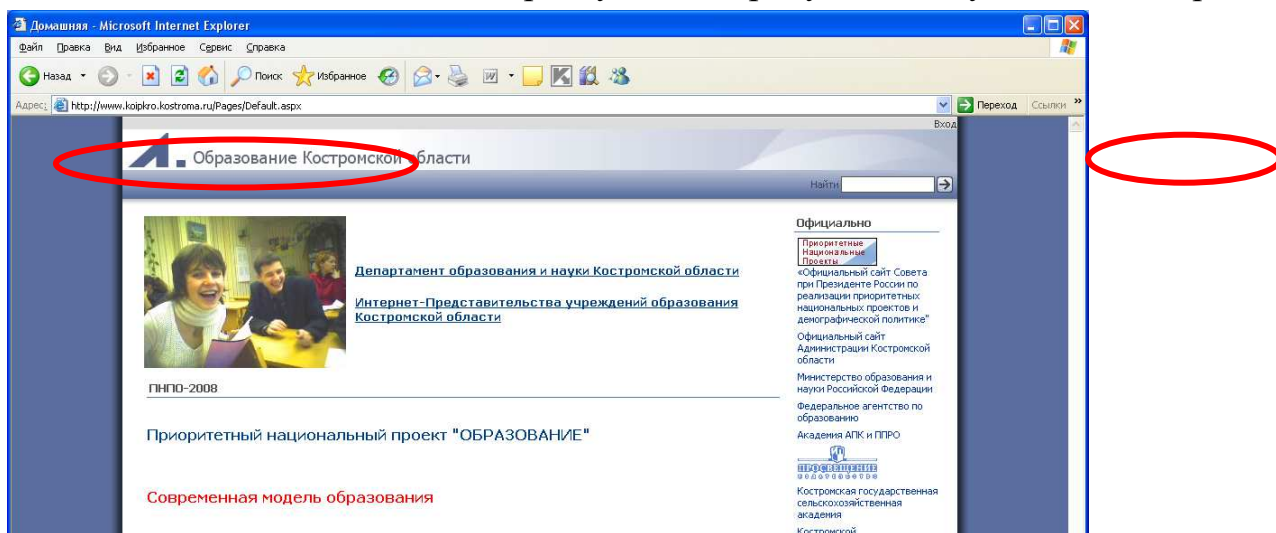 Домашняя - Microsoft Internet Explorer
Файл Правка Вид Избранное Сервис Справка
Назад Поиск Избранное
Адрес: http://www.koipkro.kostroma.ru/Pages/Default.aspx Переход Ссылки »
Вход
Образование Костромской области
Найти
Официально
Приоритетные
Национальные
Проекты
«Официальный сайт Совета
при Президенте России по
реализации приоритетных
национальных проектов и
демографической политике"
Официальный сайт
Администрации Костромской
области
Министерство образования и
науки Российской Федерации
Федеральное агентство по
образованию
Академия АПК и ППРО
ПРОСВЕЩЕНИЕ
ИЗДАТЕЛЬСТВО
Костромская государственная
сельскохозяйственная
академия
Костромской
Департамент образования и науки Костромской области
Интернет-Представительства учреждений образования
Костромской области
ПНПО-2008
Приоритетный национальный проект "ОБРАЗОВАНИЕ"
Современная модель образования